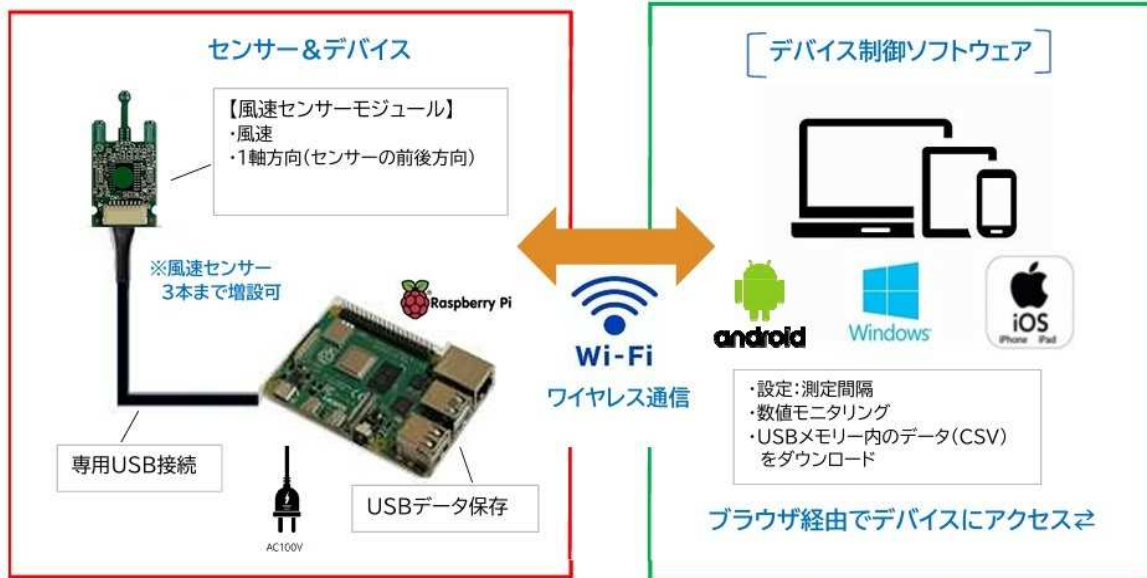 センサー&デバイス
【風速センサーモジュール】
・風速
・1軸方向(センサーの前後方向)
※風速センサー
3本まで増設可
Raspberry Pi
専用USB接続
AC100V
USBデータ保存
Wi-Fi
ワイヤレス通信
[デバイス制御ソフトウェア]
android
Windows
iOS
iPhone iPad
・設定:測定間隔
・数値モニタリング
・USBメモリー内のデータ(CSV)
をダウンロード
ブラウザ経由でデバイスにアクセス⇄